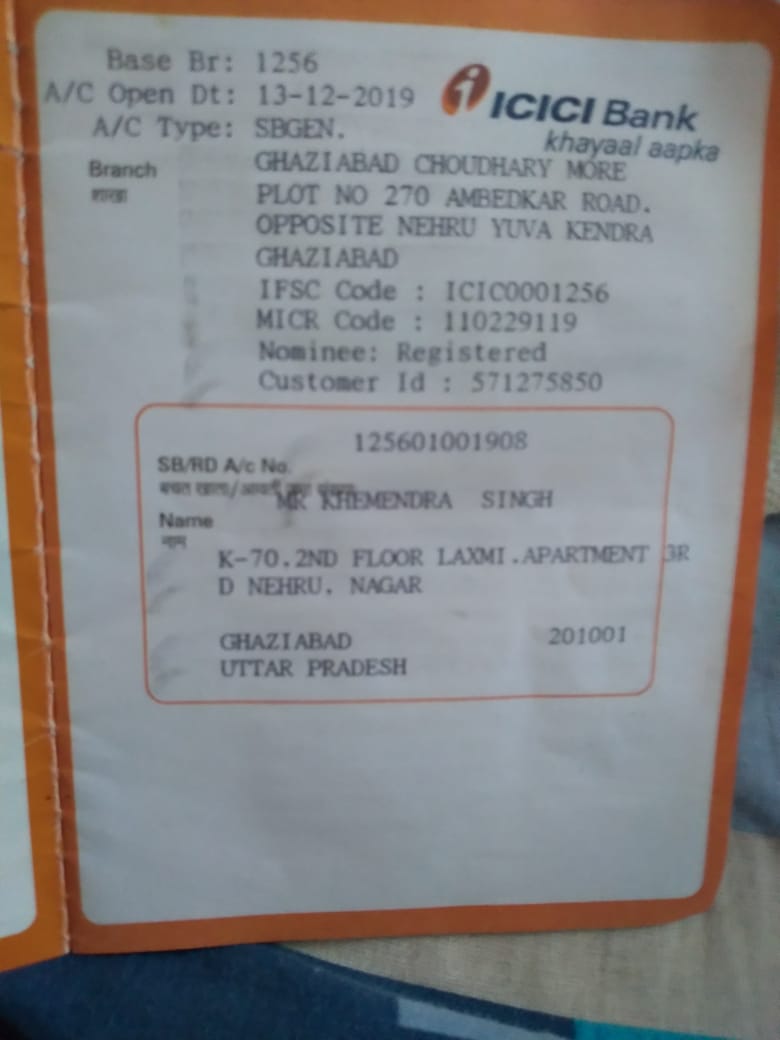 Base Br: 1256
A/C Open Dt: 13-12-2019
A/C Type: SBGEN.
ICICI Bank
khayaal aapka
Branch
शाखा
GHAZIABAD CHOUDHARY MORE
PLOT NO 270 AMBEDKAR ROAD.
OPPOSITE NEHRU YUVA KENDRA
GHAZIABAD
IFSC Code : ICIC0001256
MICR Code : 110229119
Nominee: Registered
Customer Id : 571275850
125601001908
SB/RD A/c No.
बचत खाता/आवर्ती जमा
MR KHEMENDRA SINGH
Name
नाम
K-70.2ND FLOOR LAXMI.APARTMENT 3R
D NEHRU. NAGAR
GHAZIABAD 201001
UTTAR PRADESH